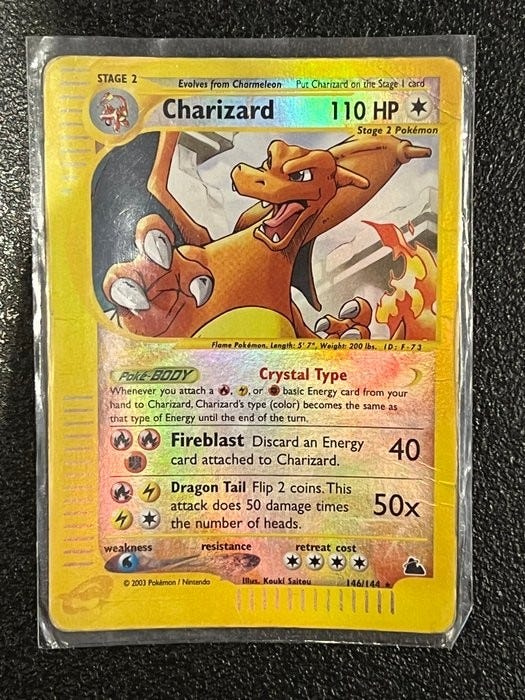 STAGE 2
Evolves from Charmeleon Put Charizard on the Stage 1 card
Charizard 110 HP
Stage 2 Pokémon
Flame Pokémon. Length: 5' 7", Weight: 200 lbs. ID: F-73
Poké-BODY Crystal Type
Whenever you attach a , , or basic Energy card from your
hand to Charizard, Charizard's type (color) becomes the same as
that type of Energy until the end of the turn.
Fireblast Discard an Energy 40
card attached to Charizard.
Dragon Tail Flip 2 coins. This 50x
attack does 50 damage times
the number of heads.
weakness resistance retreat cost
© 2003 Pokémon / Nintendo Illus. Kouki Saitou 146/144 ★